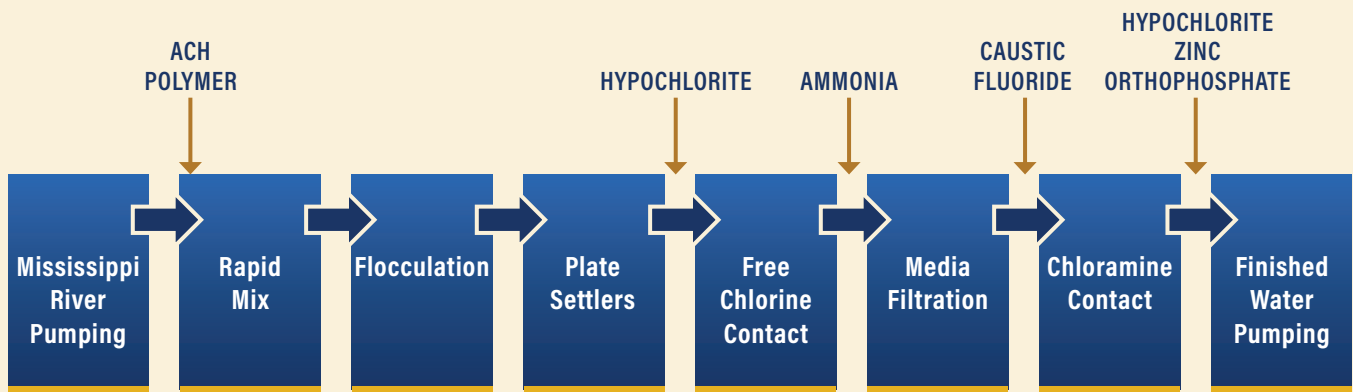 ACH
POLYMER
HYPOCHLORITE
AMMONIA
CAUSTIC
FLUORIDE
HYPOCHLORITE
ZINC
ORTHOPHOSPHATE
Mississippi
River
Pumping
Rapid
Mix
Flocculation
Plate
Settlers
Free
Chlorine
Contact
Media
Filtration
Chloramine
Contact
Finished
Water
Pumping